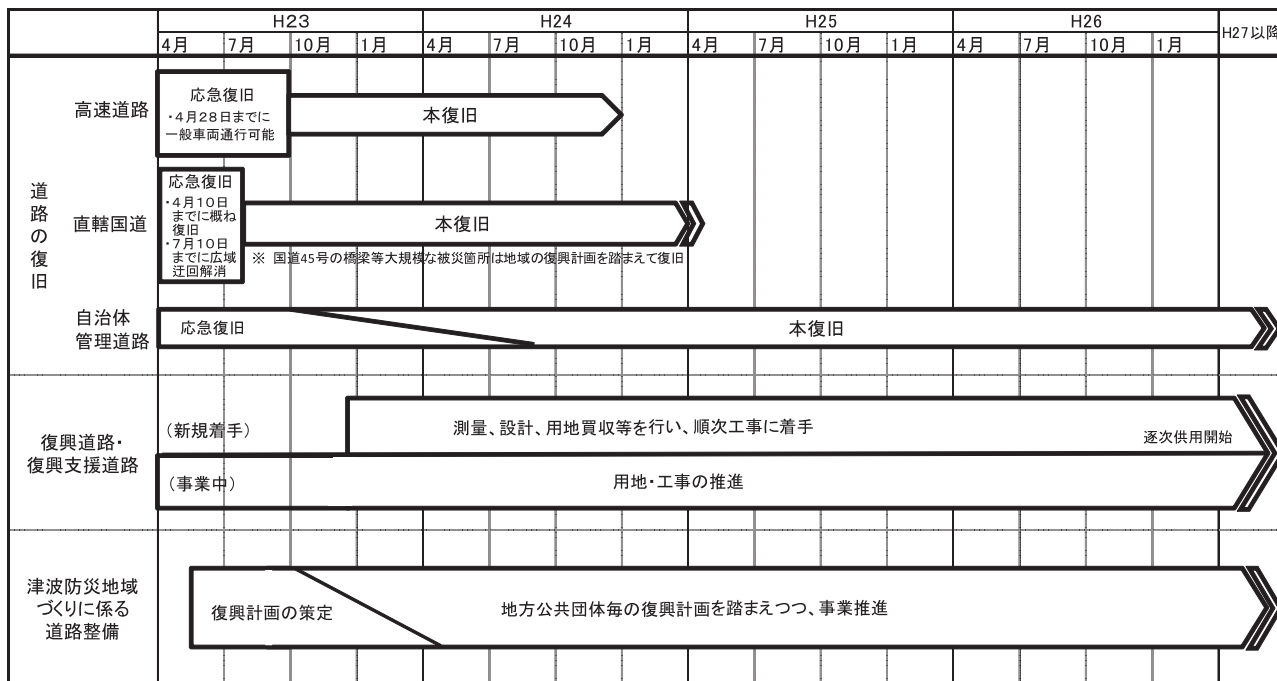 H23 H24 H25 H26 H27以降
4月 7月 10月 1月 4月 7月 10月 1月 4月 7月 10月 1月 4月 7月 10月 1月
道路の復旧
高速道路
応急復旧
・4月28日までに
一般車両通行可能
本復旧
直轄国道
応急復旧
・4月10日
までに概ね
復旧
・7月10日
までに広域
迂回解消
本復旧
※ 国道45号の橋梁等大規模な被災箇所は地域の復興計画を踏まえて復旧
自治体
管理道路
応急復旧
本復旧
復興道路・
復興支援道路
(新規着手)
測量、設計、用地買収等を行い、順次工事に着手
逐次供用開始
(事業中)
用地・工事の推進
津波防災地域
づくりに係る
道路整備
復興計画の策定
地方公共団体毎の復興計画を踏まえつつ、事業推進